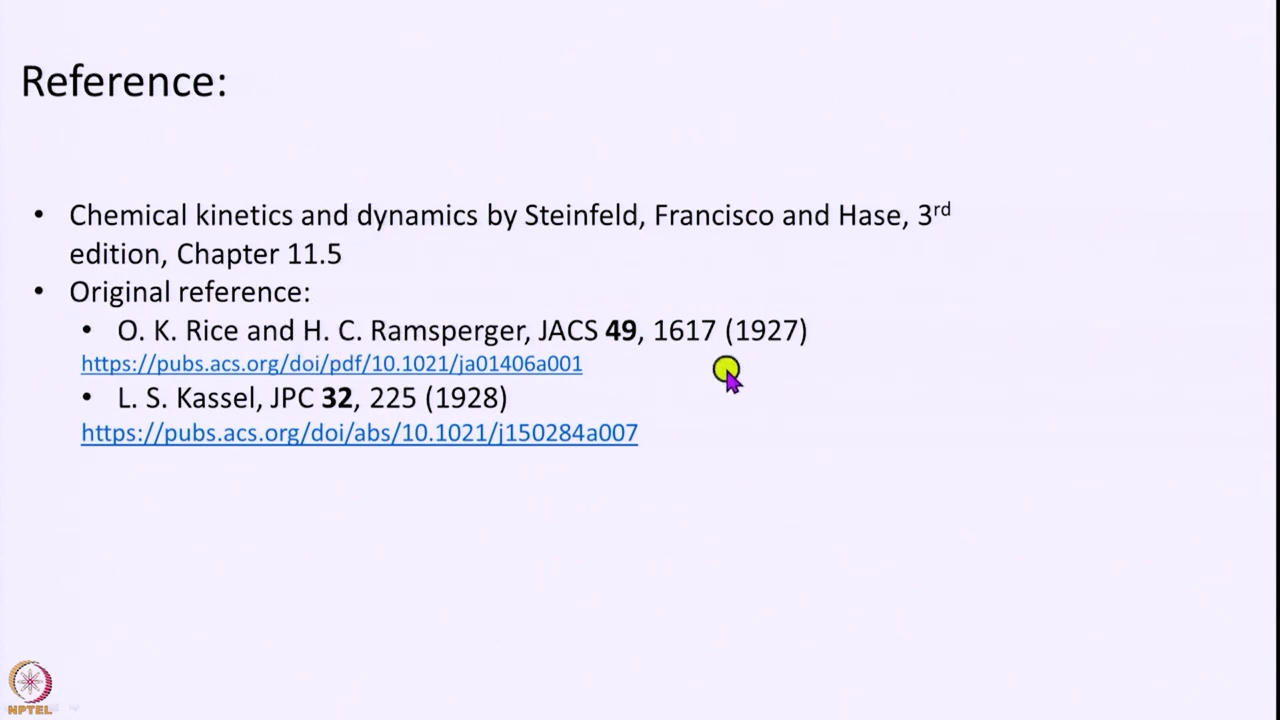 Reference:
• Chemical kinetics and dynamics by Steinfeld, Francisco and Hase, 3rd
edition, Chapter 11.5
• Original reference:
• O. K. Rice and H. C. Ramsperger, JACS 49, 1617 (1927)
https://pubs.acs.org/doi/pdf/10.1021/ja01406a001
• L. S. Kassel, JPC 32, 225 (1928)
https://pubs.acs.org/doi/abs/10.1021/j150284a007
NPTEL